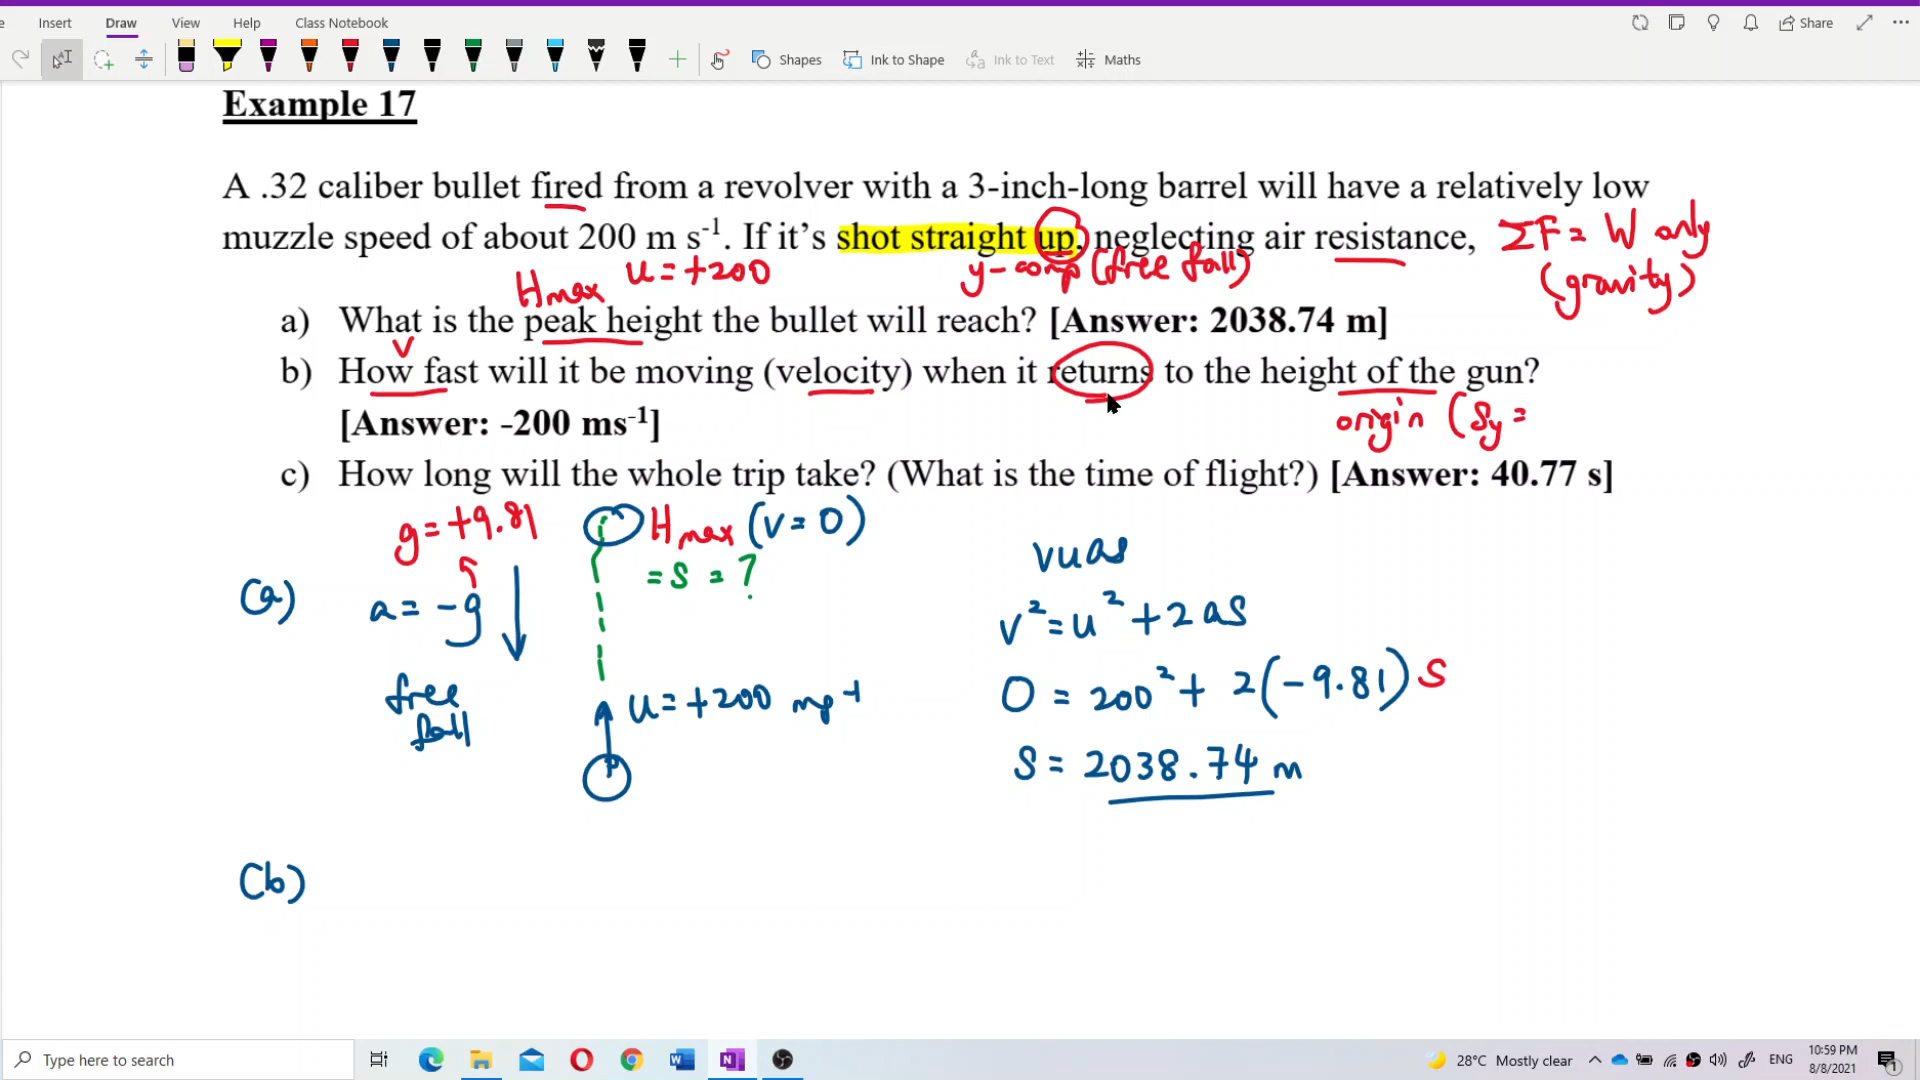 Insert Draw View Help Class Notebook Share
Shapes Ink to Shape Ink to Text Maths
Example 17
A .32 caliber bullet fired from a revolver with a 3-inch-long barrel will have a relatively low
muzzle speed of about 200 m s⁻¹. If it’s shot straight up, neglecting air resistance,
ΣF = W only
(gravity)
Hmax u = +200 y-comp (free fall)
a) What is the peak height the bullet will reach? [Answer: 2038.74 m]
v
b) How fast will it be moving (velocity) when it returns to the height of the gun?
[Answer: -200 ms⁻¹]
origin (Sy =
c) How long will the whole trip take? (What is the time of flight?) [Answer: 40.77 s]
g = +9.81
Hmax (v = 0)
= s = ?
(a) a = -g
free
fall
u = +200 ms⁻¹
P
vuas
v² = u² + 2as
0 = 200² + 2(-9.81) s
s = 2038.74 m
(b)
Type here to search
28°C Mostly clear ENG 10:59 PM
8/8/2021
1